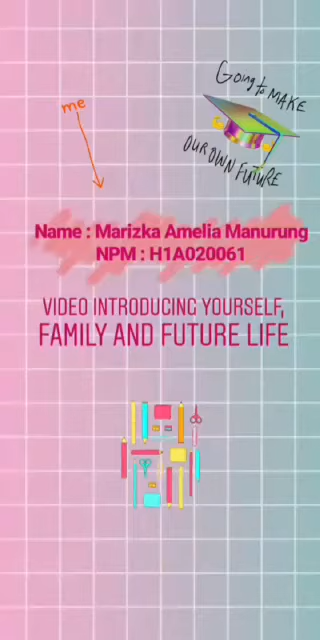 Going to MAKE
OUR OWN FUTURE
me
Name : Marizka Amelia Manurung
NPM : H1A020061
VIDEO INTRODUCING YOURSELF,
FAMILY AND FUTURE LIFE